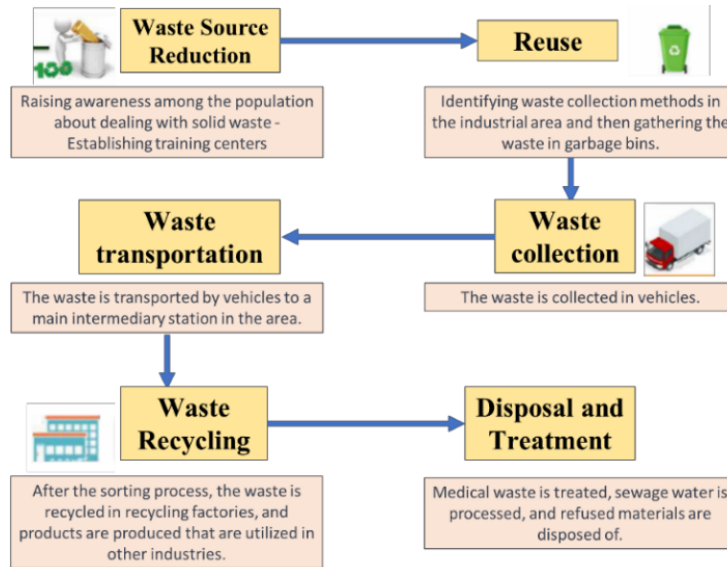 Waste Source
Reduction
Reuse
-100
Raising awareness among the population
about dealing with solid waste -
Establishing training centers
Identifying waste collection methods in
the industrial area and then gathering the
waste in garbage bins.
Waste
transportation
Waste
collection
The waste is transported by vehicles to a
main intermediary station in the area.
The waste is collected in vehicles.
Waste
Recycling
Disposal and
Treatment
After the sorting process, the waste is
recycled in recycling factories, and
products are produced that are utilized in
other industries.
Medical waste is treated, sewage water is
processed, and refused materials are
disposed of.